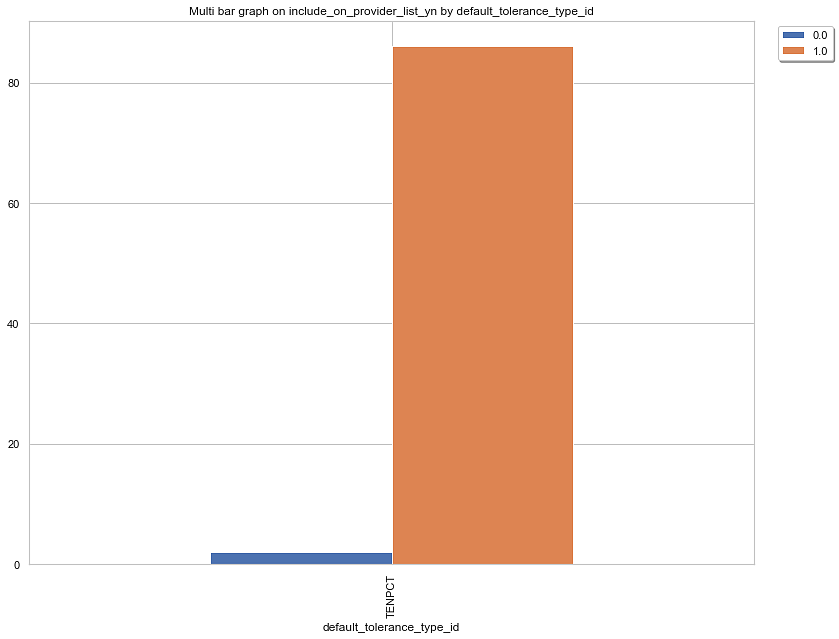 Multi bar graph on include_on_provider_list_yn by default_tolerance_type_id
0.0
1.0
80
60
40
20
0
TENPCT
default_tolerance_type_id